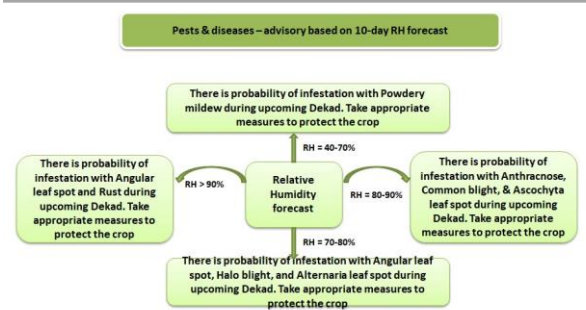 Pests & diseases – advisory based on 10-day RH forecast
There is probability of infestation with Powdery
mildew during upcoming Dekad. Take appropriate
measures to protect the crop
RH = 40-70%
There is probability of
infestation with Angular
leaf spot and Rust during
upcoming Dekad. Take
appropriate measures to
protect the crop
RH > 90%
Relative
Humidity
forecast
RH = 80-90%
There is probability of
infestation with Anthracnose,
Common blight, & Ascochyta
leaf spot during upcoming
Dekad. Take appropriate
measures to protect the crop
RH = 70-80%
There is probability of infestation with Angular leaf
spot, Halo blight, and Alternaria leaf spot during
upcoming Dekad. Take appropriate measures to
protect the crop